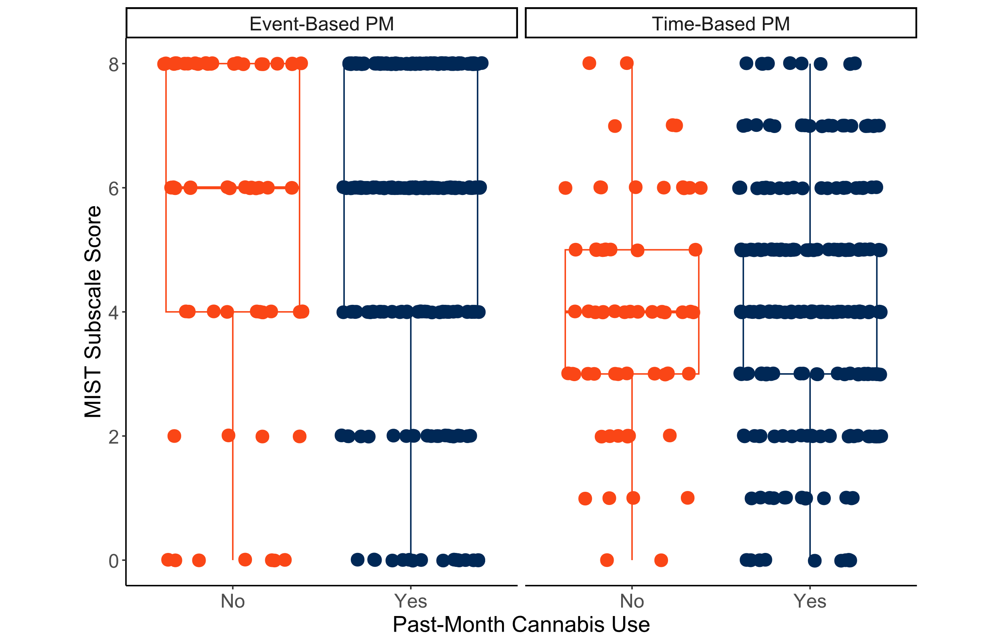 Event-Based PM
Time-Based PM
8
6
4
2
0
MIST Subscale Score
No
Yes
No
Yes
Past-Month Cannabis Use